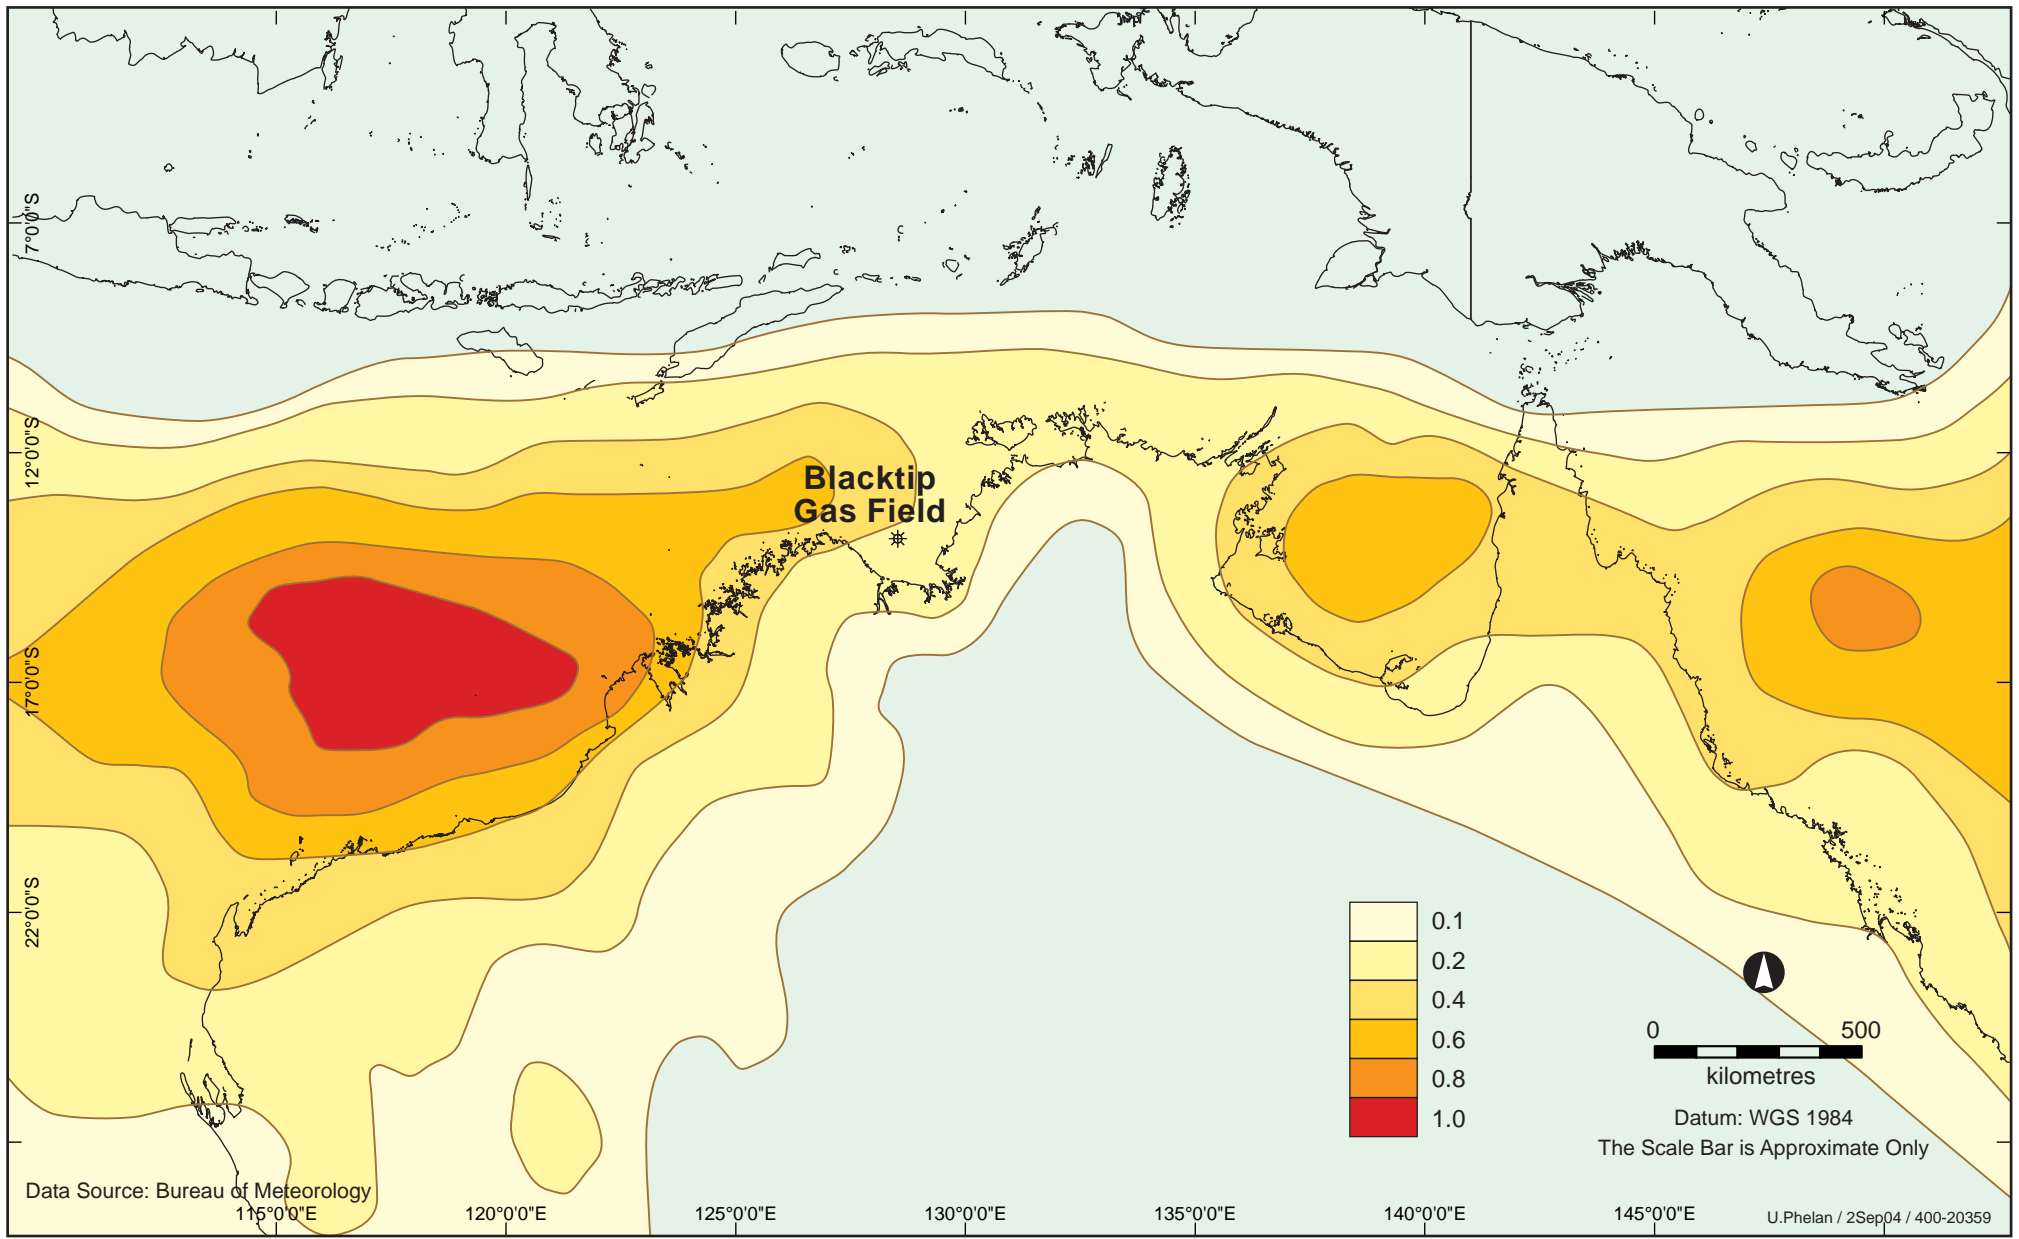 7°0'0"S
12°0'0"S
17°0'0"S
22°0'0"S
Blacktip
Gas Field
0.1
0.2
0.4
0.6
0.8
1.0
0 500
kilometres
Datum: WGS 1984
The Scale Bar is Approximate Only
Data Source: Bureau of Meteorology
115°0'0"E 120°0'0"E 125°0'0"E 130°0'0"E 135°0'0"E 140°0'0"E 145°0'0"E
U.Phelan / 2Sep04 / 400-20359